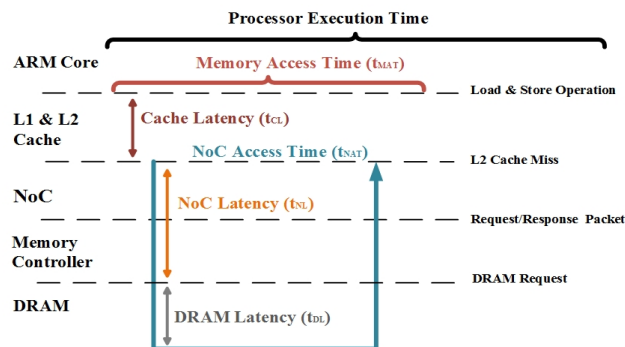 Processor Execution Time
ARM Core
Memory Access Time (tMAT)
Load & Store Operation
L1 & L2
Cache
Cache Latency (tCL)
NoC Access Time (tNAT)
L2 Cache Miss
NoC
NoC Latency (tNL)
Request/Response Packet
Memory
Controller
DRAM Request
DRAM
DRAM Latency (tDL)